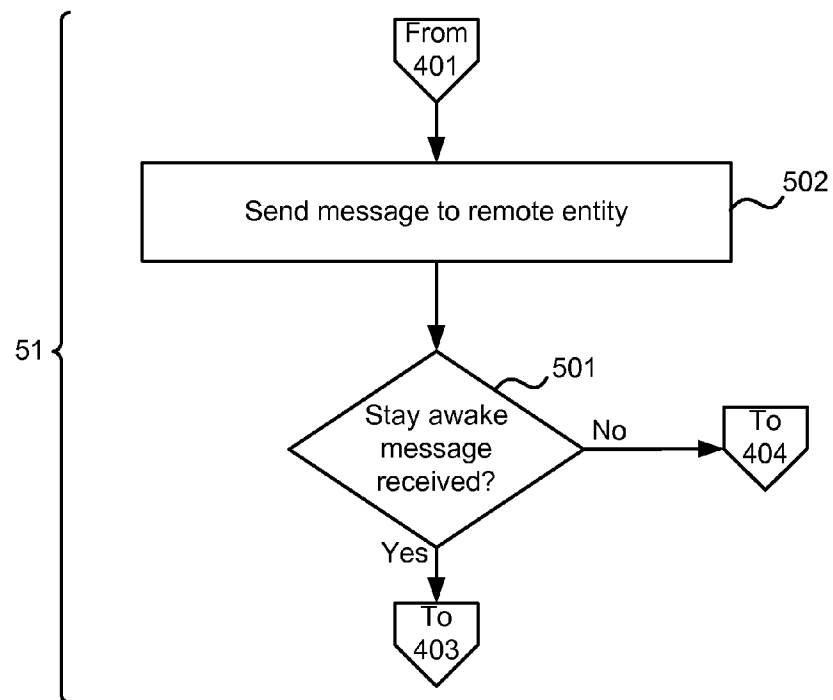 From
401
Send message to remote entity
502
51
501
Stay awake
message
received?
No
To
404
Yes
To
403